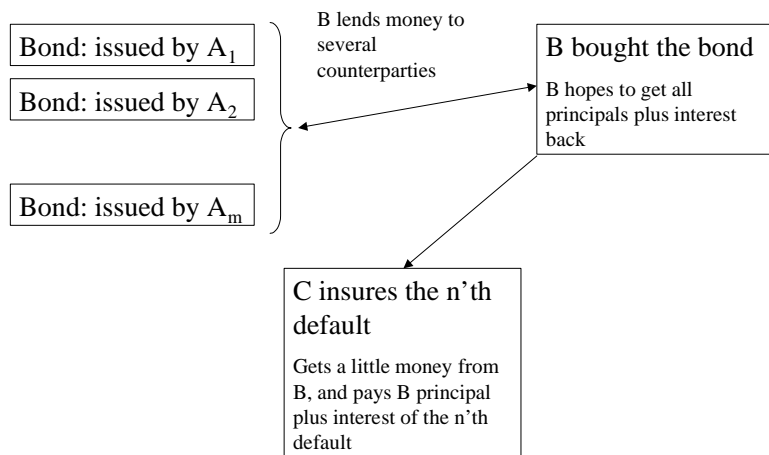 Bond: issued by A₁
Bond: issued by A₂
Bond: issued by Aₘ
B lends money to
several
counterparties
B bought the bond
B hopes to get all
principals plus interest
back
C insures the n’th
default
Gets a little money from
B, and pays B principal
plus interest of the n’th
default